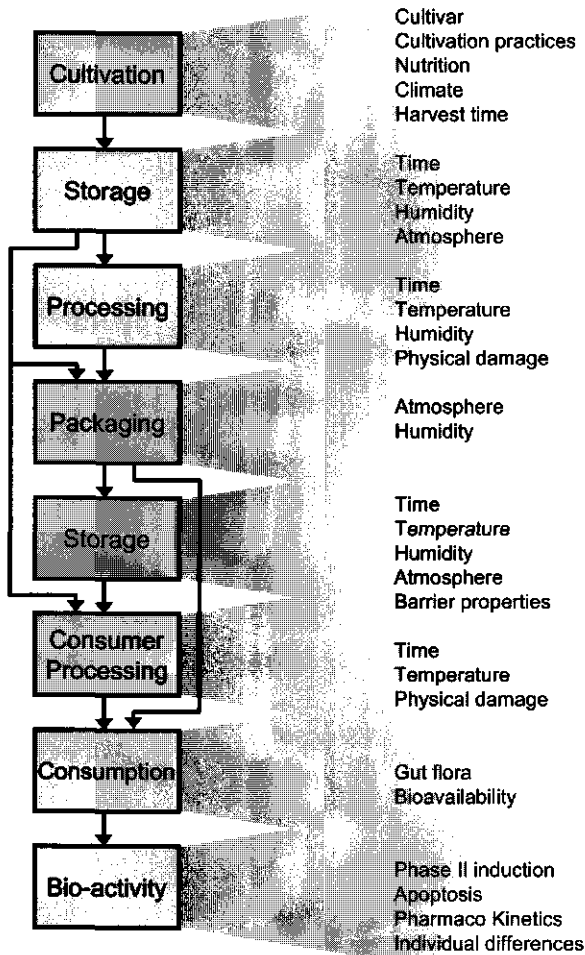 Cultivation
Cultivar
Cultivation practices
Nutrition
Climate
Harvest time
Storage
Time
Temperature
Humidity
Atmosphere
Processing
Time
Temperature
Humidity
Physical damage
Packaging
Atmosphere
Humidity
Storage
Time
Temperature
Humidity
Atmosphere
Barrier properties
Consumer
Processing
Time
Temperature
Physical damage
Consumption
Gut flora
Bioavailability
Bio-activity
Phase II induction
Apoptosis
Pharmaco Kinetics
Individual differences